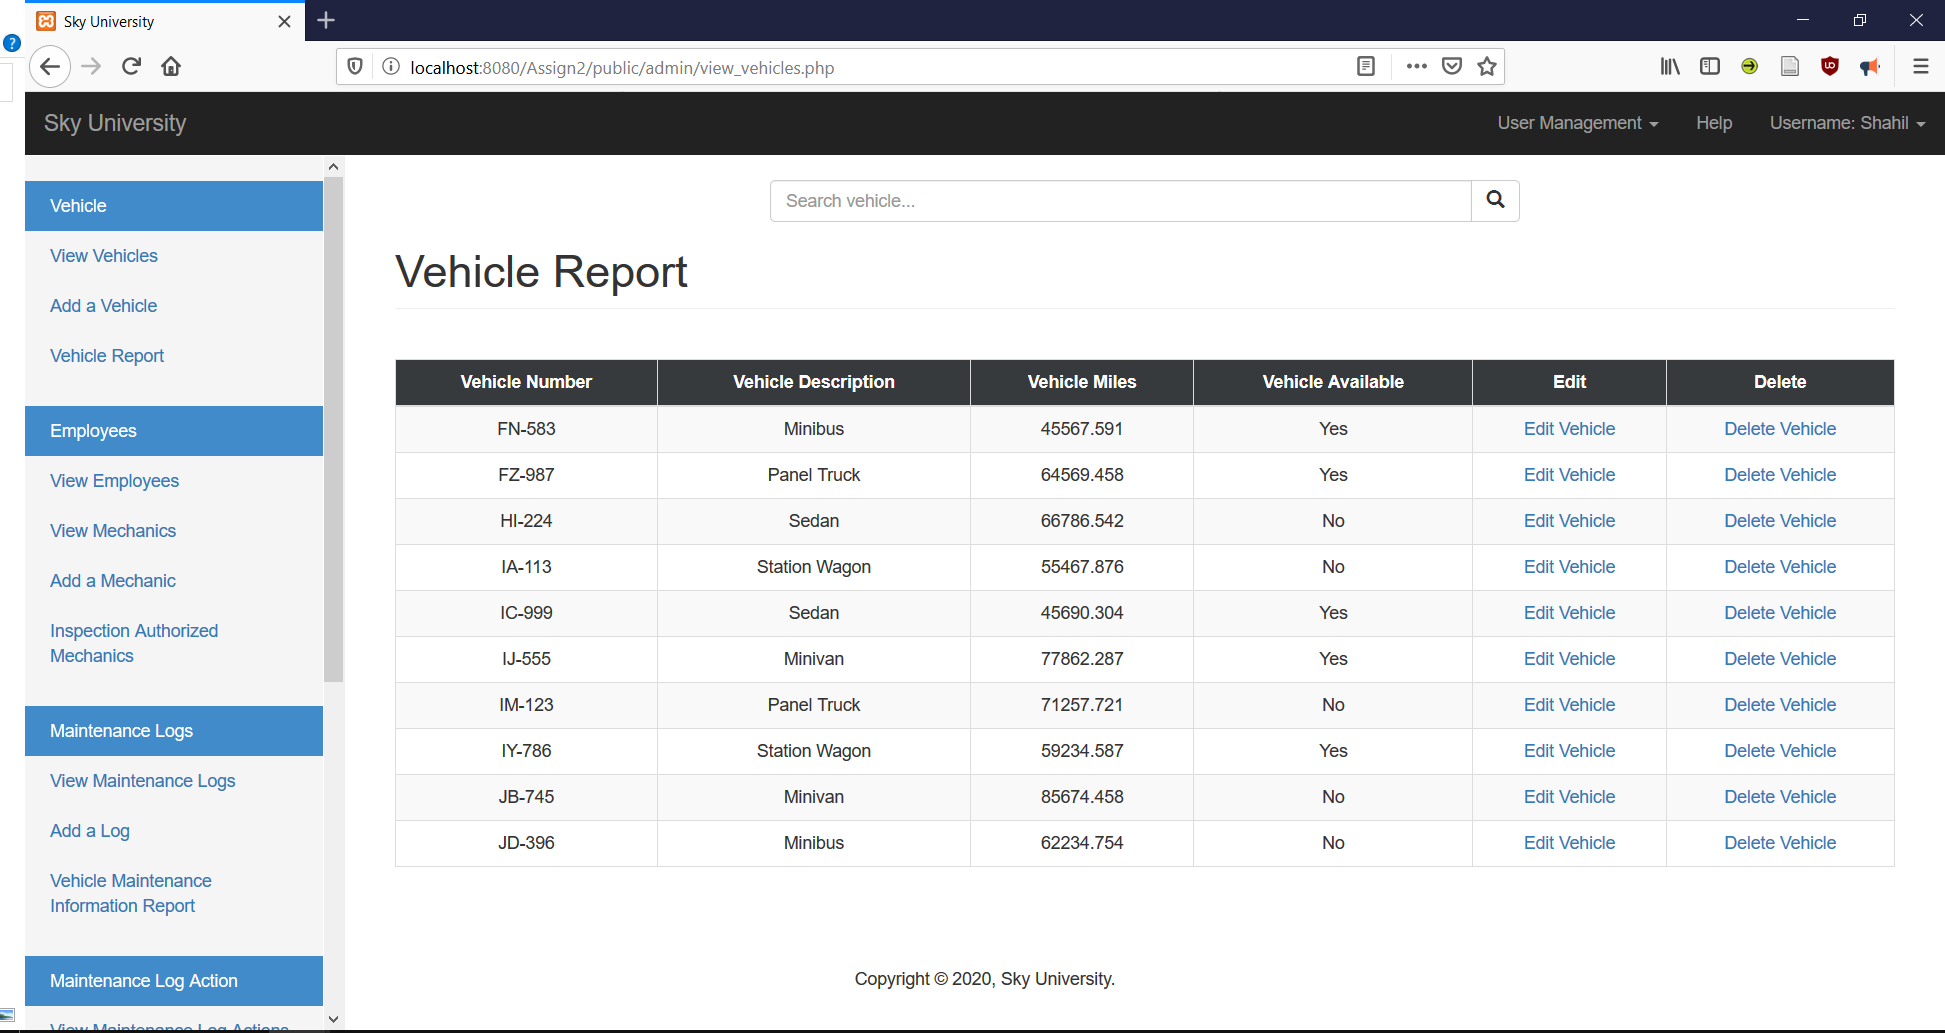 Sky University
localhost:8080/Assign2/public/admin/view_vehicles.php
Sky University
User Management
Help
Username: Shahil
Vehicle
View Vehicles
Add a Vehicle
Vehicle Report
Employees
View Employees
View Mechanics
Add a Mechanic
Inspection Authorized
Mechanics
Maintenance Logs
View Maintenance Logs
Add a Log
Vehicle Maintenance
Information Report
Maintenance Log Action
View Maintenance Log Actions
Search vehicle...
Vehicle Report
Vehicle Number Vehicle Description Vehicle Miles Vehicle Available Edit Delete
FN-583 Minibus 45567.591 Yes Edit Vehicle Delete Vehicle
FZ-987 Panel Truck 64569.458 Yes Edit Vehicle Delete Vehicle
HI-224 Sedan 66786.542 No Edit Vehicle Delete Vehicle
IA-113 Station Wagon 55467.876 No Edit Vehicle Delete Vehicle
IC-999 Sedan 45690.304 Yes Edit Vehicle Delete Vehicle
IJ-555 Minivan 77862.287 Yes Edit Vehicle Delete Vehicle
IM-123 Panel Truck 71257.721 No Edit Vehicle Delete Vehicle
IY-786 Station Wagon 59234.587 Yes Edit Vehicle Delete Vehicle
JB-745 Minivan 85674.458 No Edit Vehicle Delete Vehicle
JD-396 Minibus 62234.754 No Edit Vehicle Delete Vehicle
Copyright © 2020, Sky University.